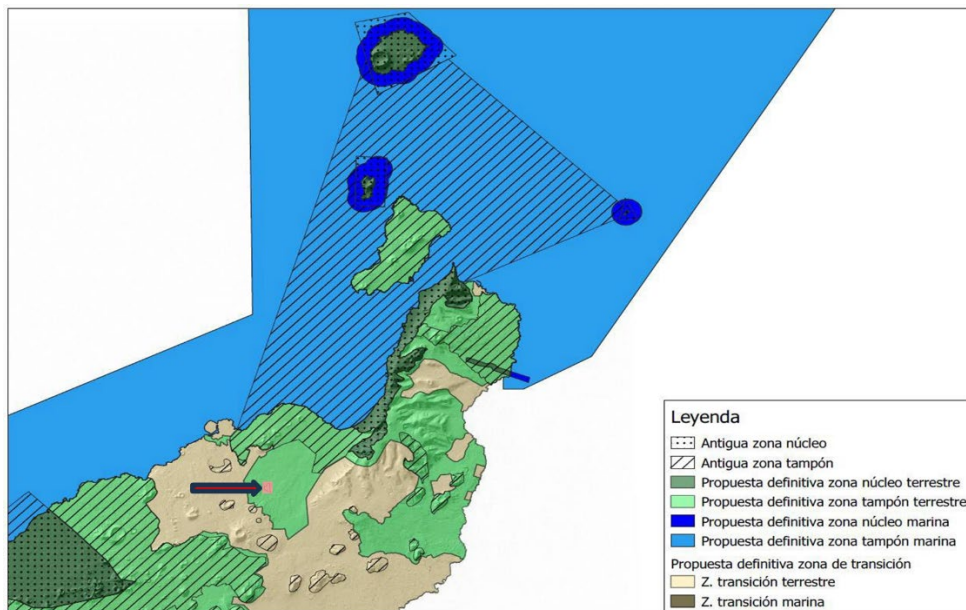 Leyenda
Antigua zona núcleo
Antigua zona tampón
Propuesta definitiva zona núcleo terrestre
Propuesta definitiva zona tampón terrestre
Propuesta definitiva zona núcleo marina
Propuesta definitiva zona tampón marina
Propuesta definitiva zona de transición
Z. transición terrestre
Z. transición marina